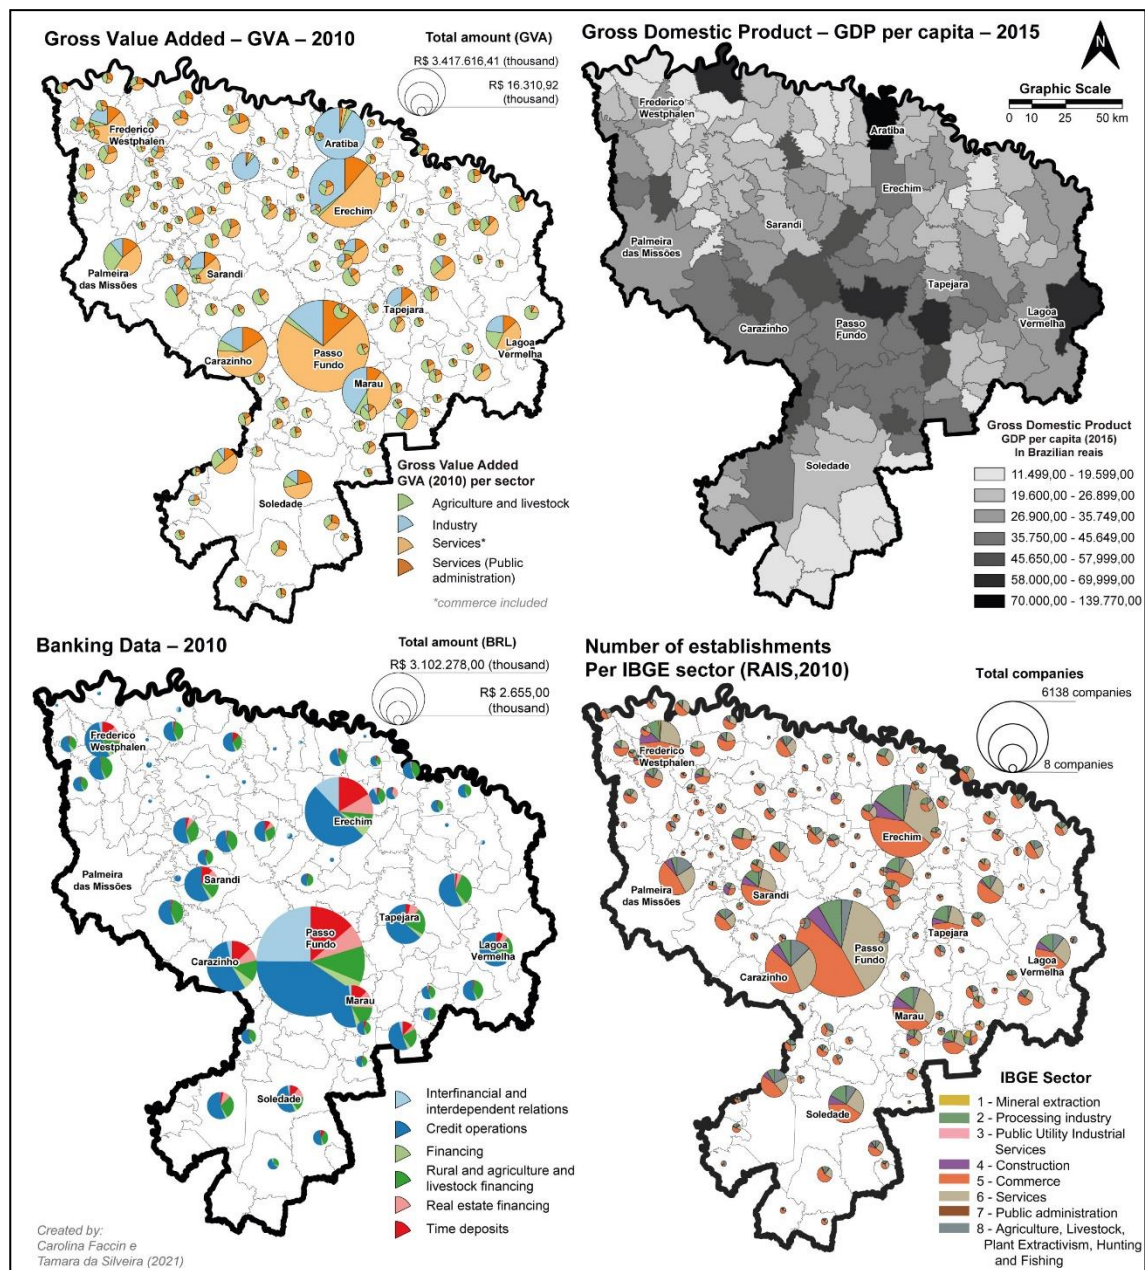 Gross Value Added – GVA – 2010
Total amount (GVA)
R$ 3.417.616,41 (thousand)
R$ 16.310,92
(thousand)
Frederico
Westphalen
Aratiba
Erechim
Palmeira
das Missões
Sarandi
Tapejara
Carazinho
Passo
Fundo
Lagoa
Vermelha
Marau
Soledade
Gross Value Added
GVA (2010) per sector
Agriculture and livestock
Industry
Services*
Services (Public
administration)
*commerce included
Gross Domestic Product – GDP per capita – 2015
N
Graphic Scale
0 10 25 50 km
Frederico
Westphalen
Aratiba
Erechim
Sarandi
Palmeira
das Missões
Tapejara
Carazinho
Passo
Fundo
Lagoa
Vermelha
Soledade
Gross Domestic Product
GDP per capita (2015)
In Brazilian reais
11.499,00 - 19.599,00
19.600,00 - 26.899,00
26.900,00 - 35.749,00
35.750,00 - 45.649,00
45.650,00 - 57,999,00
58.000,00 - 69,999,00
70.000,00 - 139.770,00
Banking Data – 2010
Total amount (BRL)
R$ 3.102.278,00 (thousand)
R$ 2.655,00
(thousand)
Frederico
Westphalen
Erechim
Palmeira
das Missões
Sarandi
Tapejara
Passo
Fundo
Carazinho
Lagoa
Vermelha
Marau
Soledade
Interfinancial and
interdependent relations
Credit operations
Financing
Rural and agriculture and
livestock financing
Real estate financing
Time deposits
Created by:
Carolina Faccin e
Tamara da Silveira (2021)
Number of establishments
Per IBGE sector (RAIS,2010)
Total companies
6138 companies
8 companies
Frederico
Westphalen
Erechim
Palmeira
das Missões
Sarandi
Tapejara
Passo
Fundo
Carazinho
Lagoa
Vermelha
Marau
Soledade
IBGE Sector
1 - Mineral extraction
2 - Processing industry
3 - Public Utility Industrial
Services
4 - Construction
5 - Commerce
6 - Services
7 - Public administration
8 - Agriculture, Livestock,
Plant Extractivism, Hunting
and Fishing